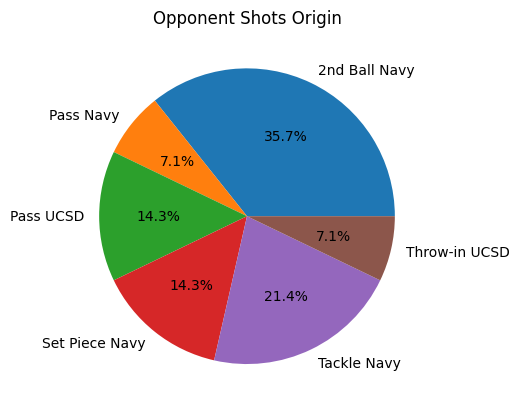 Opponent Shots Origin
2nd Ball Navy
35.7%
Pass Navy
7.1%
Pass UCSD
14.3%
Set Piece Navy
14.3%
Tackle Navy
21.4%
Throw-in UCSD
7.1%